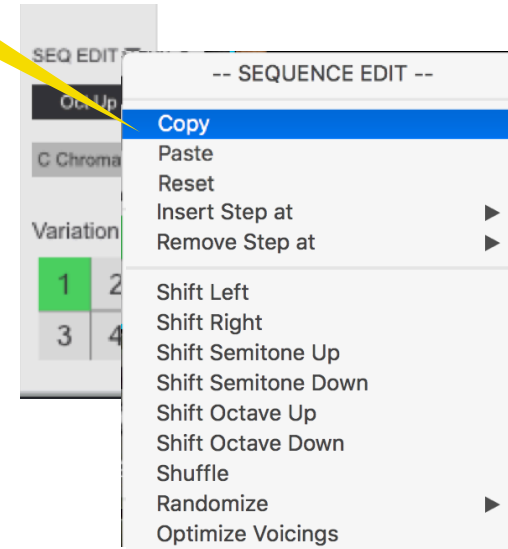 SEQ EDIT
-- SEQUENCE EDIT --
Oct Up
Copy
C Chroma
Paste
Reset
Insert Step at
Variation
Remove Step at
1 2
3 4
Shift Left
Shift Right
Shift Semitone Up
Shift Semitone Down
Shift Octave Up
Shift Octave Down
Shuffle
Randomize
Optimize Voicings